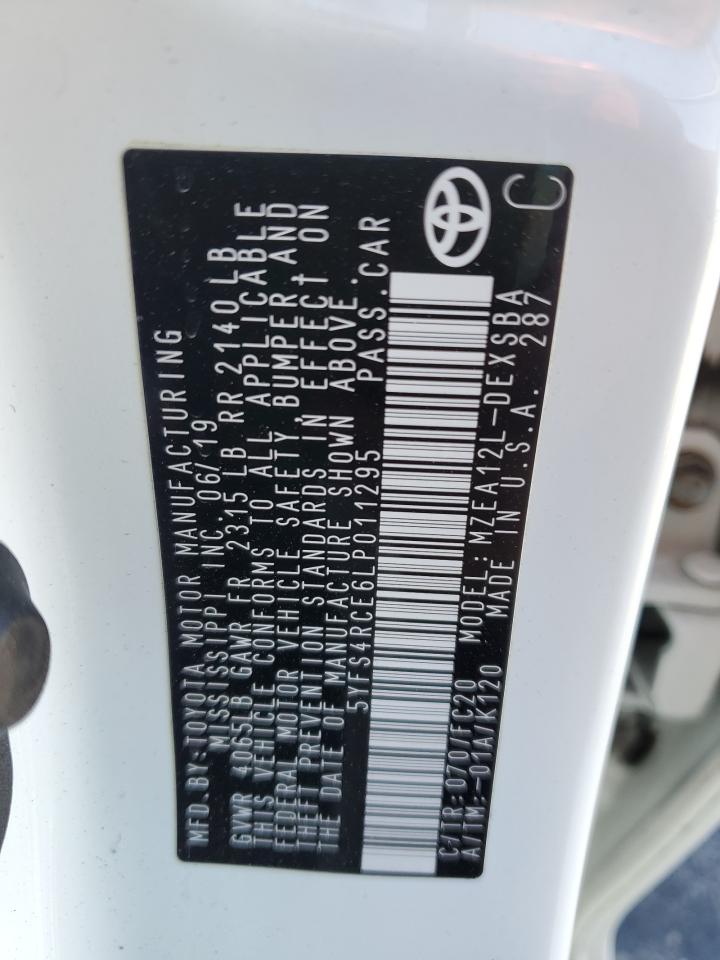 MFD.BY:TOYOTA MOTOR MANUFACTURING
MISSISSIPPI INC. 06/19
GVWR 4065LB GAWR FR 2315 LB RR 2140 LB
THIS VEHICLE CONFORMS TO ALL APPLICABLE
FEDERAL MOTOR VEHICLE SAFETY, BUMPER AND
THEFT PREVENTION STANDARDS IN EFFECT ON
THE DATE OF MANUFACTURE SHOWN ABOVE.
5YFS4RCE6LP011295 PASS.CAR
C/TR:070/FC20 MODEL:MZEA12L-DEXSBA
A/TM:-01A/K120 MADE IN U.S.A. 287
C